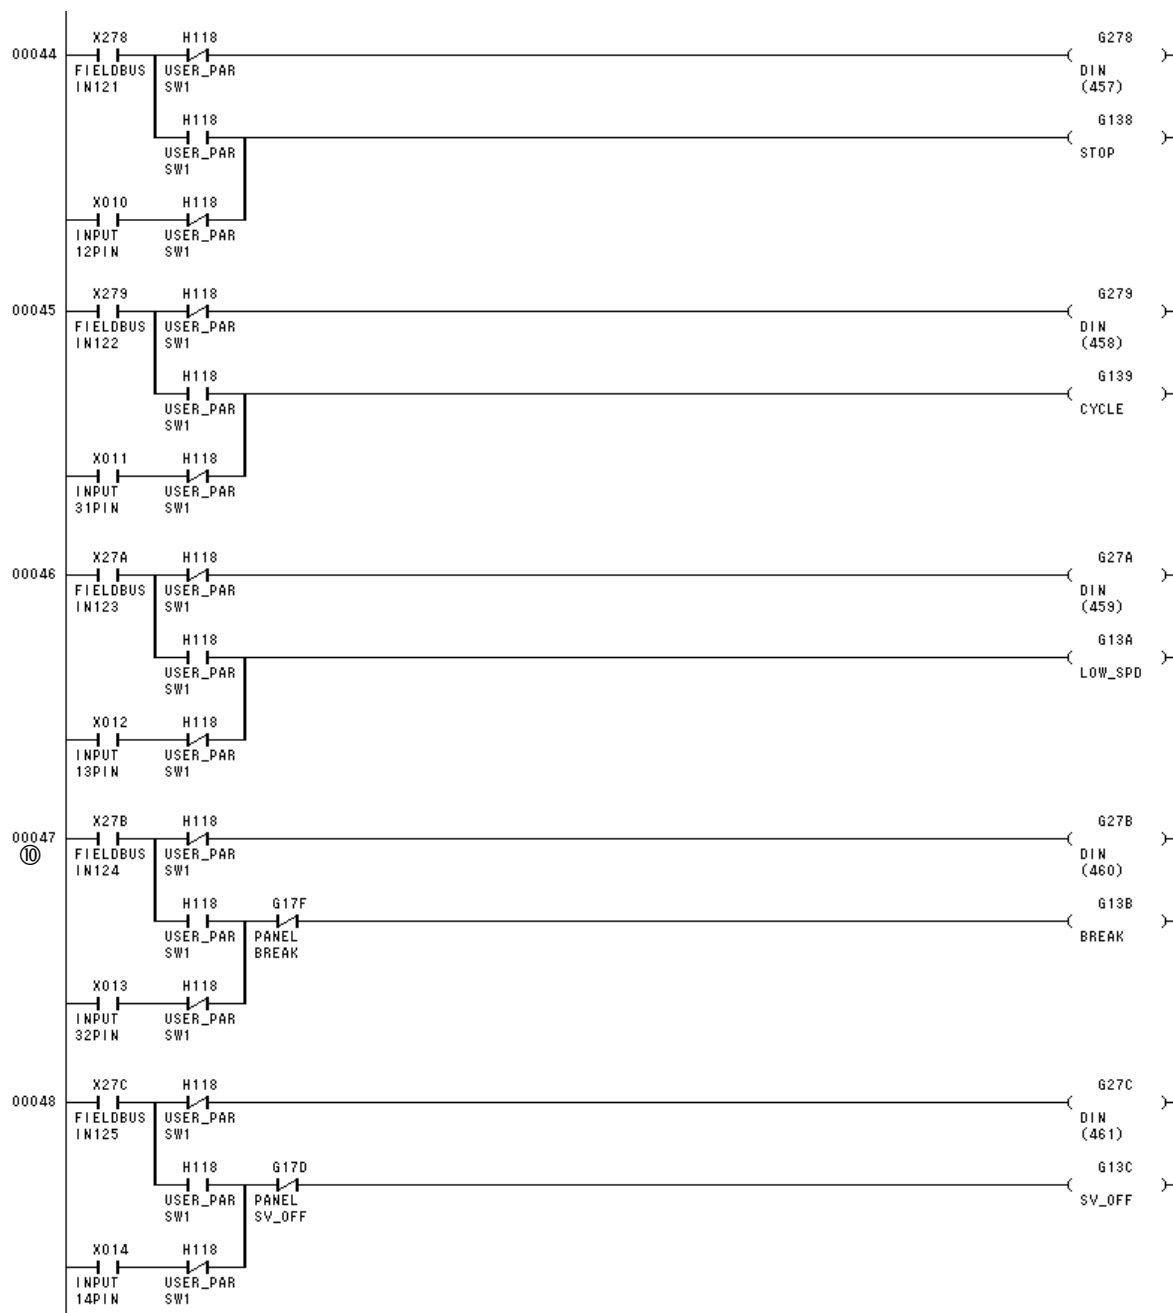 X278 H118 G278
00044
FIELDBUS USER_PAR DIN
IN121 SW1 (457)
H118 G138
USER_PAR STOP
SW1
X010 H118
INPUT USER_PAR
12PIN SW1
X279 H118 G279
00045
FIELDBUS USER_PAR DIN
IN122 SW1 (458)
H118 G139
USER_PAR CYCLE
SW1
X011 H118
INPUT USER_PAR
31PIN SW1
X27A H118 G27A
00046
FIELDBUS USER_PAR DIN
IN123 SW1 (459)
H118 G13A
USER_PAR LOW_SPD
SW1
X012 H118
INPUT USER_PAR
13PIN SW1
X27B H118 G27B
00047
⑩ FIELDBUS USER_PAR DIN
IN124 SW1 (460)
H118 G17F G13B
USER_PAR PANEL BREAK
SW1 BREAK
X013 H118
INPUT USER_PAR
32PIN SW1
X27C H118 G27C
00048
FIELDBUS USER_PAR DIN
IN125 SW1 (461)
H118 G17D G13C
USER_PAR PANEL SV_OFF
SW1 SV_OFF
X014 H118
INPUT USER_PAR
14PIN SW1